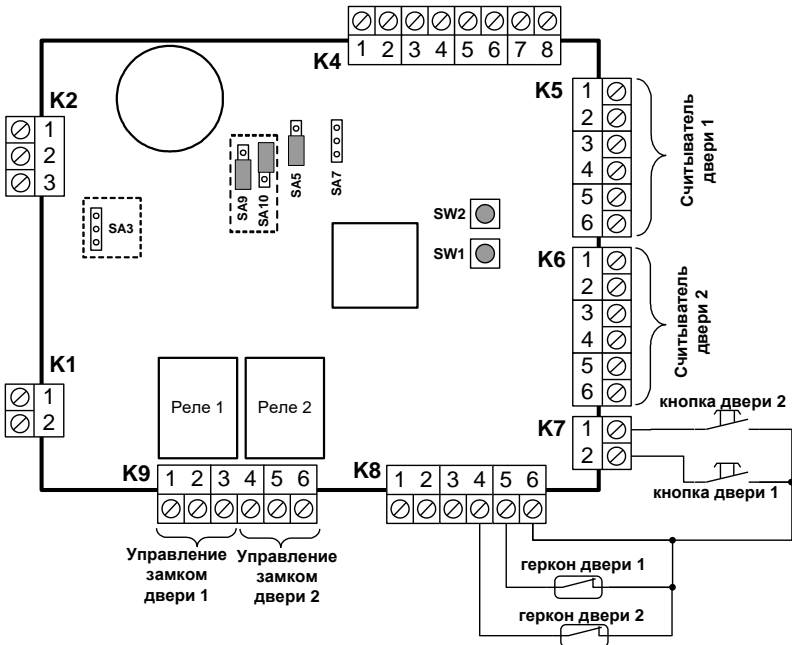 K4
1 2 3 4 5 6 7 8
K2
1
2
3
SA3
SA9
SA10
SA5
SA7
SW2
SW1
K5
1
2
3
4
5
6
Считыватель
двери 1
K6
1
2
3
4
5
6
Считыватель
двери 2
K1
1
2
Реле 1
Реле 2
K7
1
2
кнопка двери 2
кнопка двери 1
K9
1 2 3 4 5 6
K8
1 2 3 4 5 6
Управление
замком
двери 1
Управление
замком
двери 2
геркон двери 1
геркон двери 2